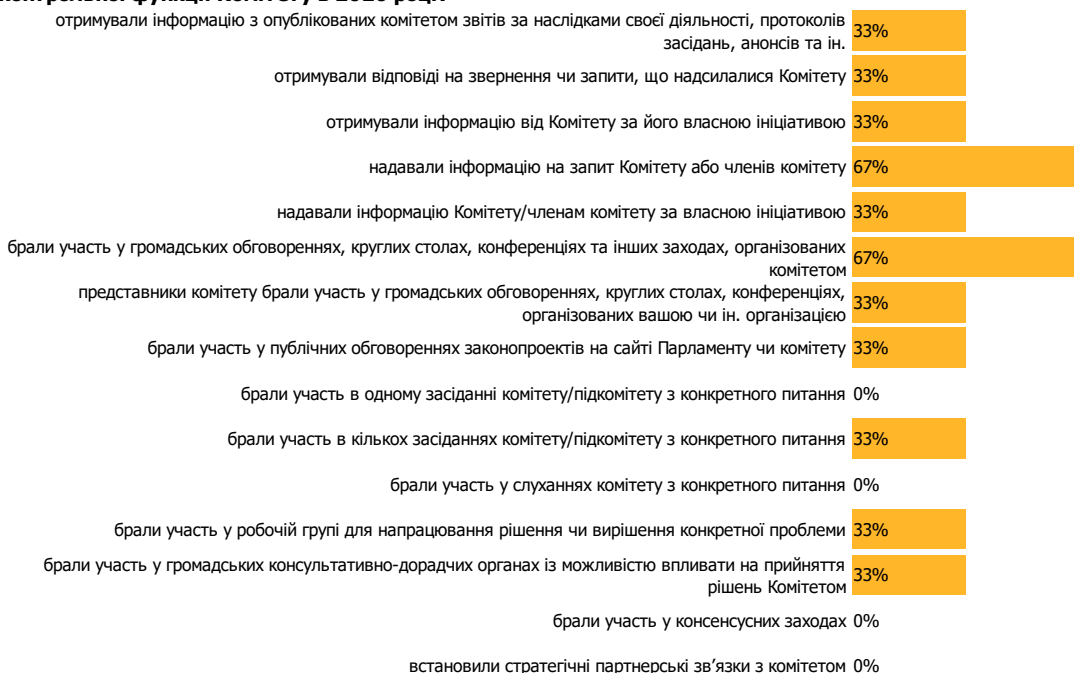 отримували інформацію з опублікованих комітетом звітів за наслідками своєї діяльності, протоколів
засідань, анонсів та ін.
33%
отримували відповіді на звернення чи запити, що надсилалися Комітету 33%
отримували інформацію від Комітету за його власною ініціативою 33%
надавали інформацію на запит Комітету або членів комітету 67%
надавали інформацію Комітету/членам комітету за власною ініціативою 33%
брали участь у громадських обговореннях, круглих столах, конференціях та інших заходах, організованих
комітетом
67%
представники комітету брали участь у громадських обговореннях, круглих столах, конференціях,
організованих вашою чи ін. організацією
33%
брали участь у публічних обговореннях законопроектів на сайті Парламенту чи комітету 33%
брали участь в одному засіданні комітету/підкомітету з конкретного питання 0%
брали участь в кількох засіданнях комітету/підкомітету з конкретного питання 33%
брали участь у слуханнях комітету з конкретного питання 0%
брали участь у робочій групі для напрацювання рішення чи вирішення конкретної проблеми 33%
брали участь у громадських консультативно-дорадчих органах із можливістю впливати на прийняття
рішень Комітетом
33%
брали участь у консенсусних заходах 0%
встановили стратегічні партнерські зв’язки з комітетом 0%